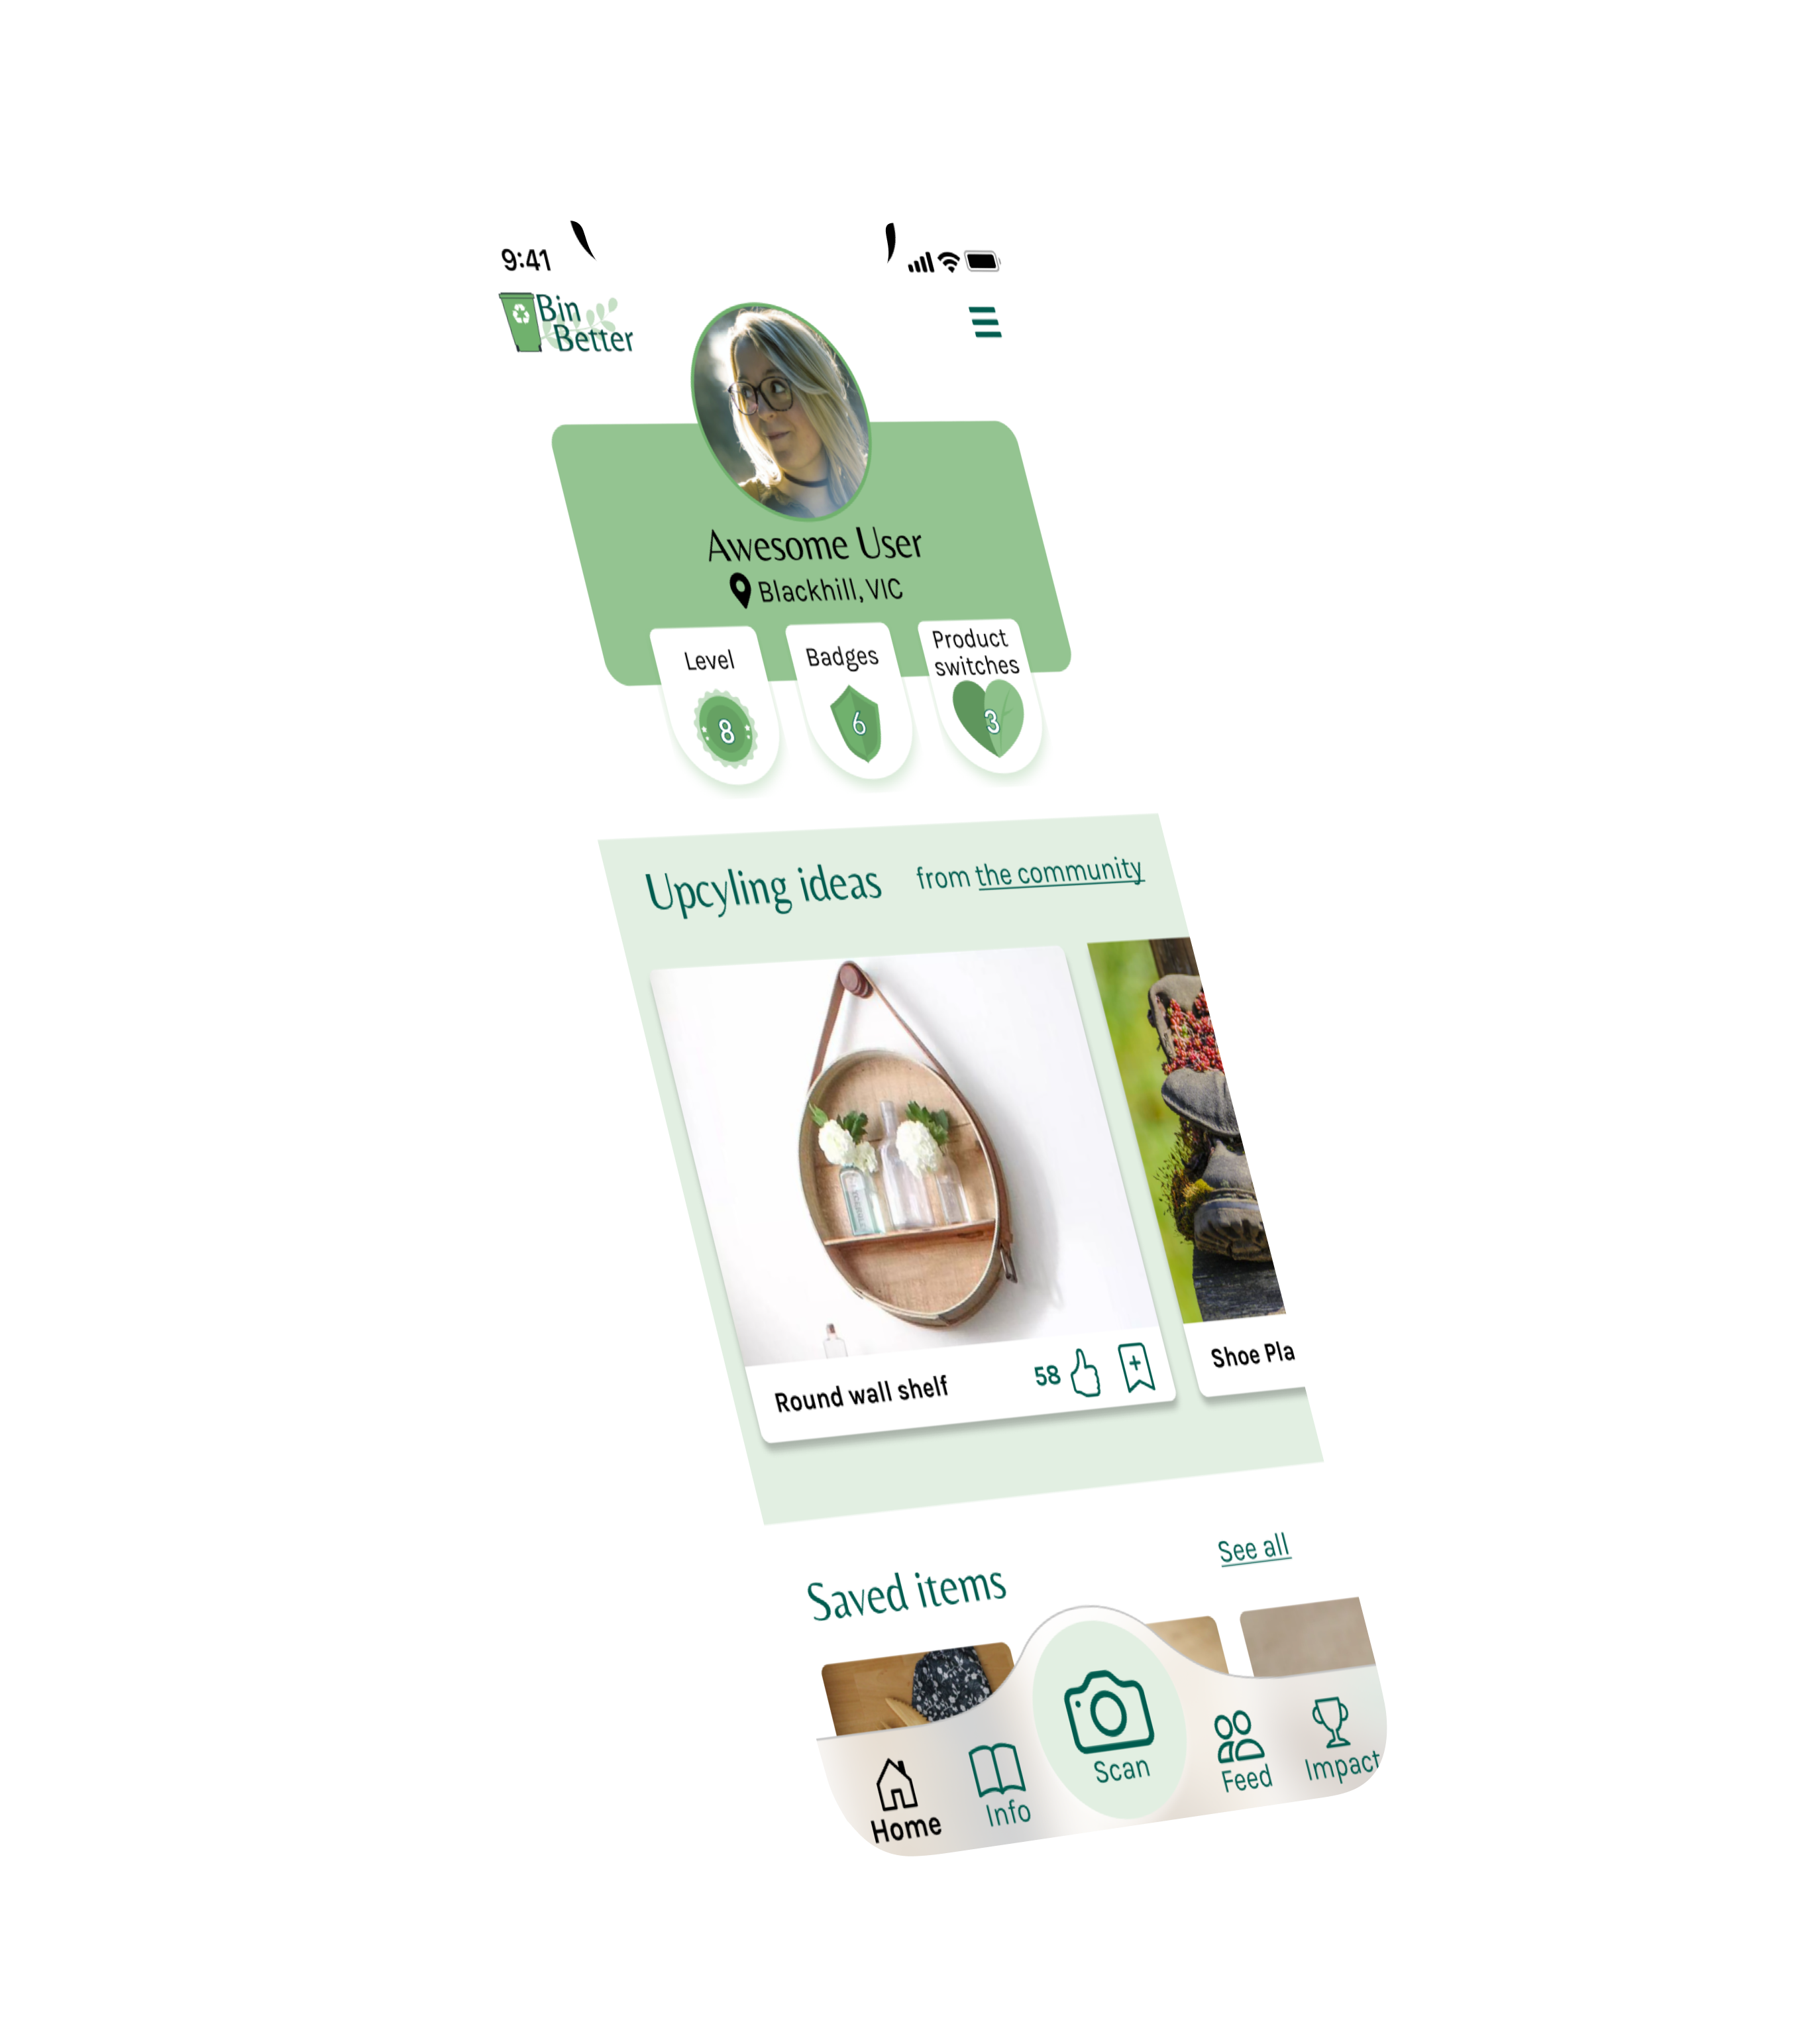 9:41
Bin
Better
Awesome User
Blackhill, VIC
Level
Badges
Product
switches
8
6
3
Upcyling ideas
from the community
Round wall shelf
58
Shoe Pla
See all
Saved items
Home
Info
Scan
Feed
Impact